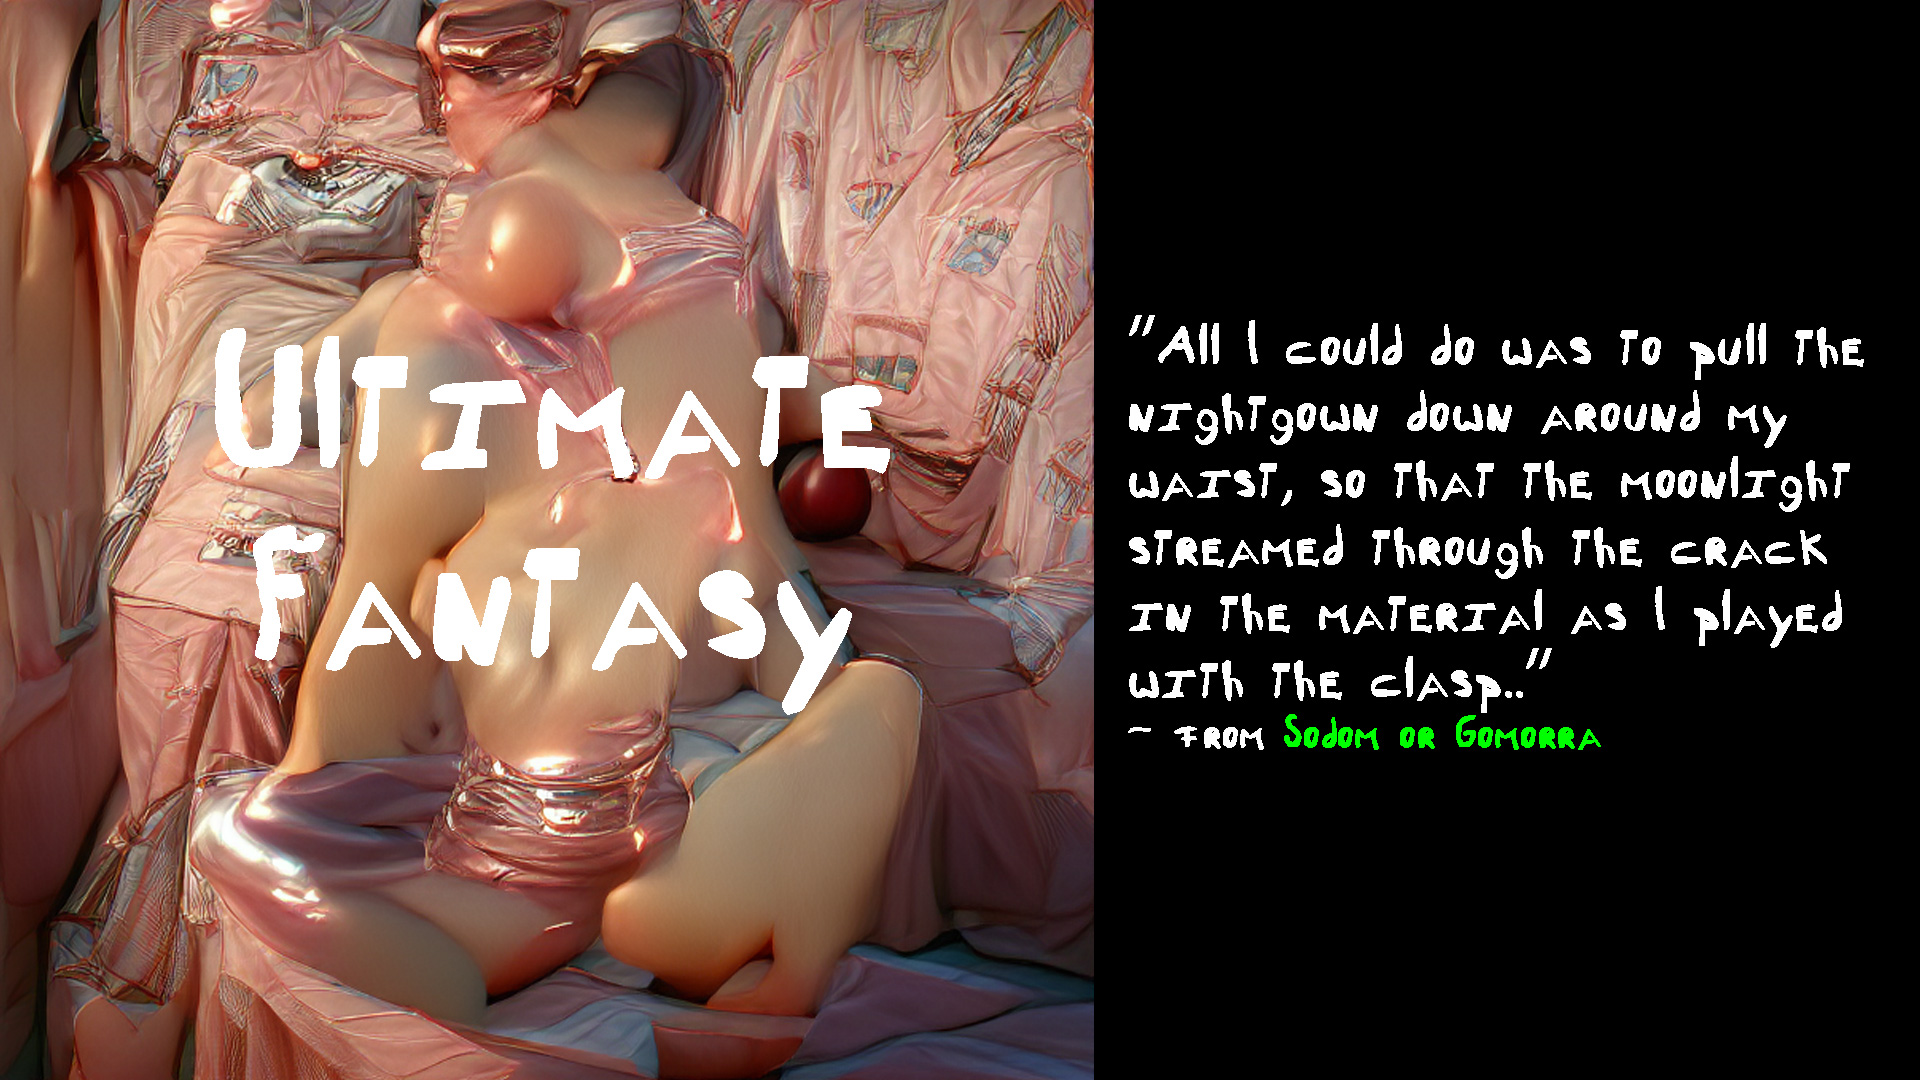 Ultimate
Fantasy
"All I could do was to pull the
nightgown down around my
waist, so that the moonlight
streamed through the crack
in the material as I played
with the clasp.."
~ from Sodom or Gomorra